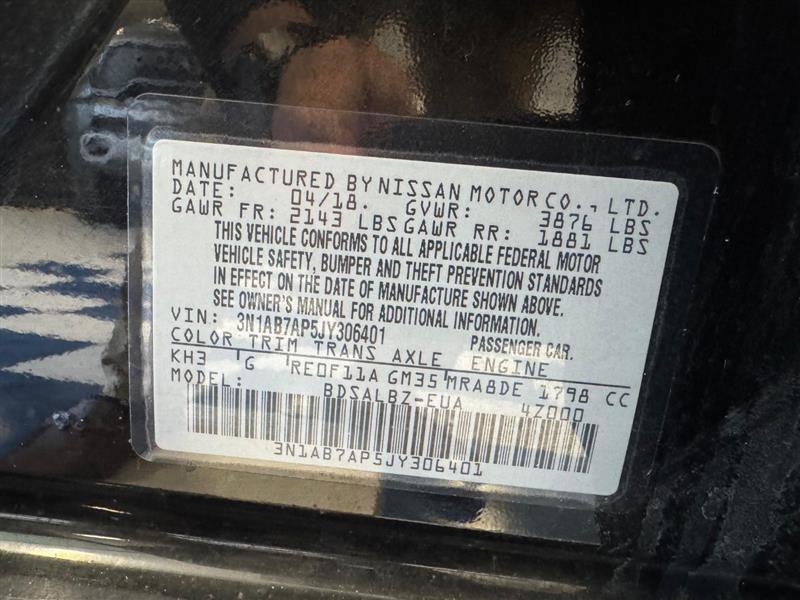 MANUFACTURED BY NISSAN MOTOR CO., LTD.
DATE: 04/18. GVWR: 3876 LBS
GAWR FR: 2143 LBS GAWR RR: 1881 LBS
THIS VEHICLE CONFORMS TO ALL APPLICABLE FEDERAL MOTOR
VEHICLE SAFETY, BUMPER AND THEFT PREVENTION STANDARDS
IN EFFECT ON THE DATE OF MANUFACTURE SHOWN ABOVE.
SEE OWNER'S MANUAL FOR ADDITIONAL INFORMATION.
VIN: 3N1AB7AP5JY306401 PASSENGER CAR.
COLOR TRIM TRANS AXLE ENGINE
KH3 G RE0F11A GM35 MRA8DE 1798 CC
MODEL: BDSALBZ-EUA 4Z000
3N1AB7AP5JY306401